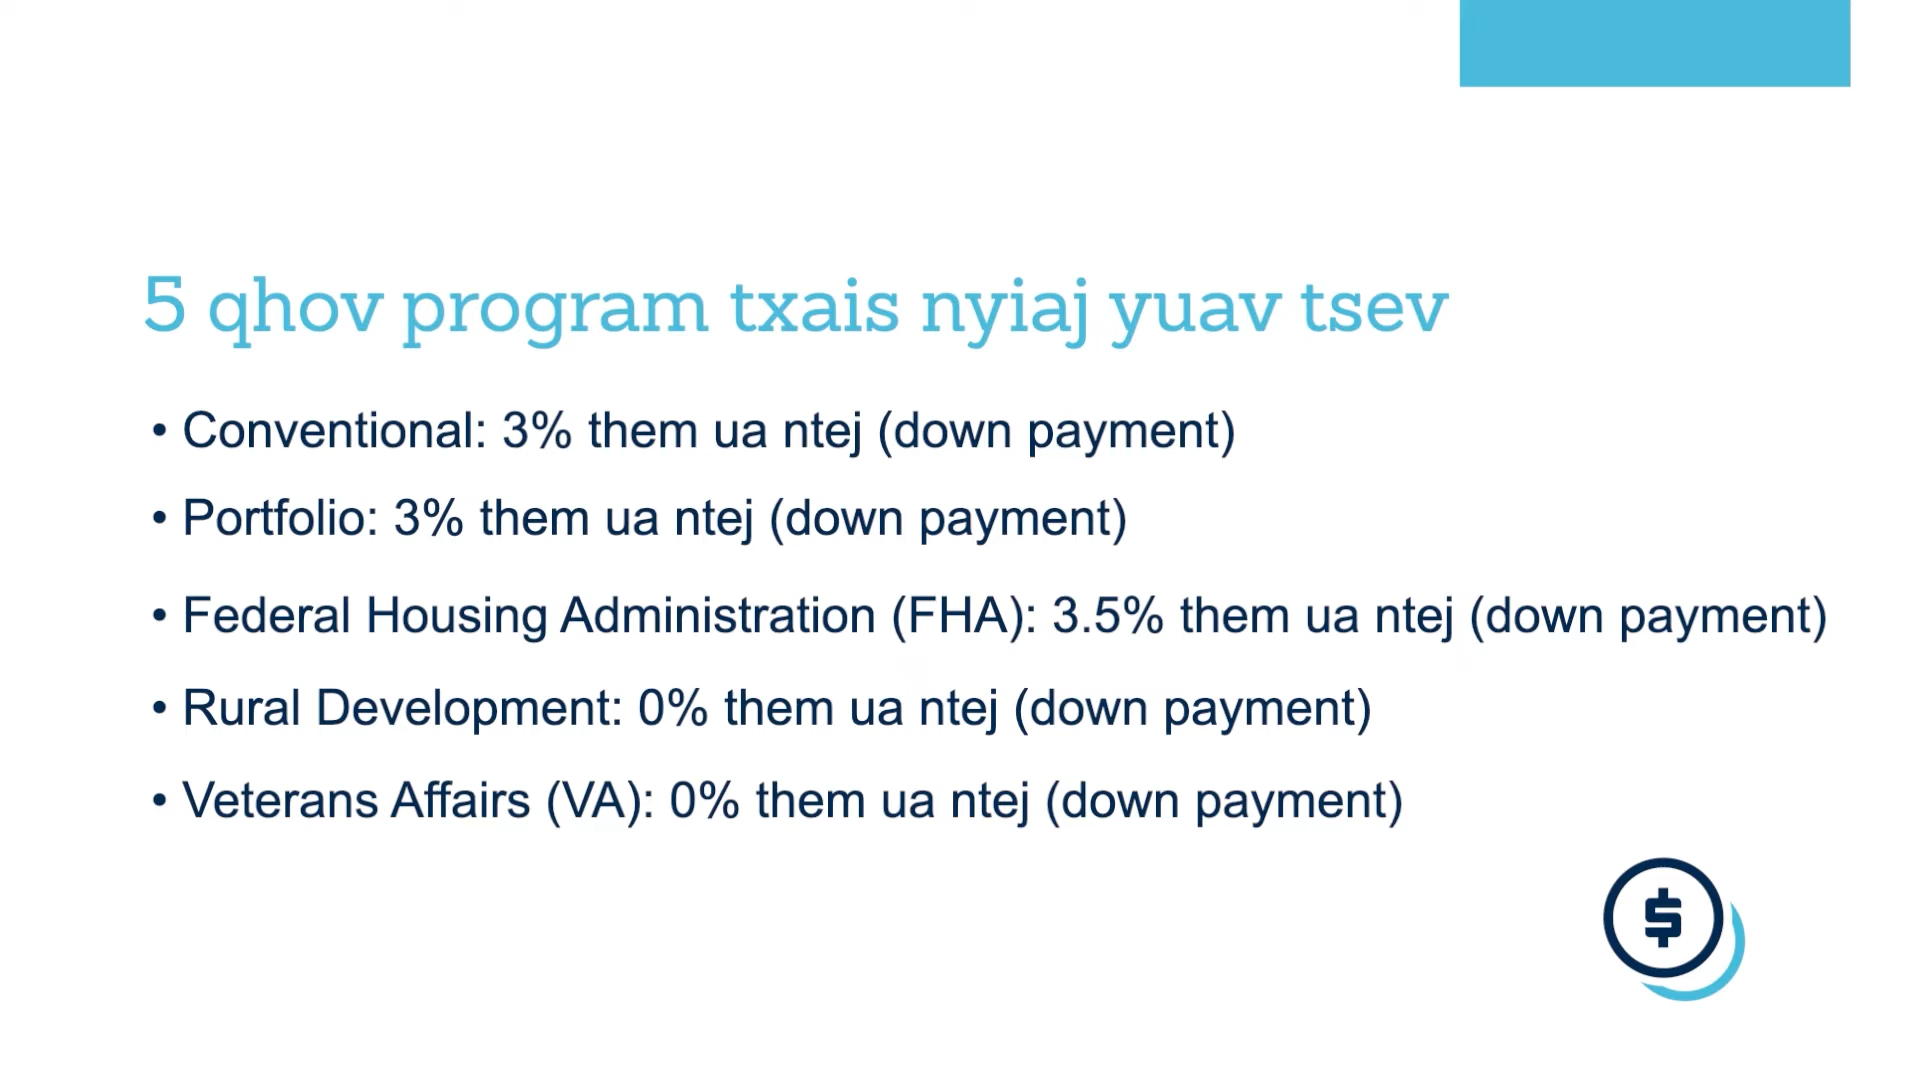 5 qhov program txais nyiaj yuav tsev
• Conventional: 3% them ua ntej (down payment)
• Portfolio: 3% them ua ntej (down payment)
• Federal Housing Administration (FHA): 3.5% them ua ntej (down payment)
• Rural Development: 0% them ua ntej (down payment)
• Veterans Affairs (VA): 0% them ua ntej (down payment)
$